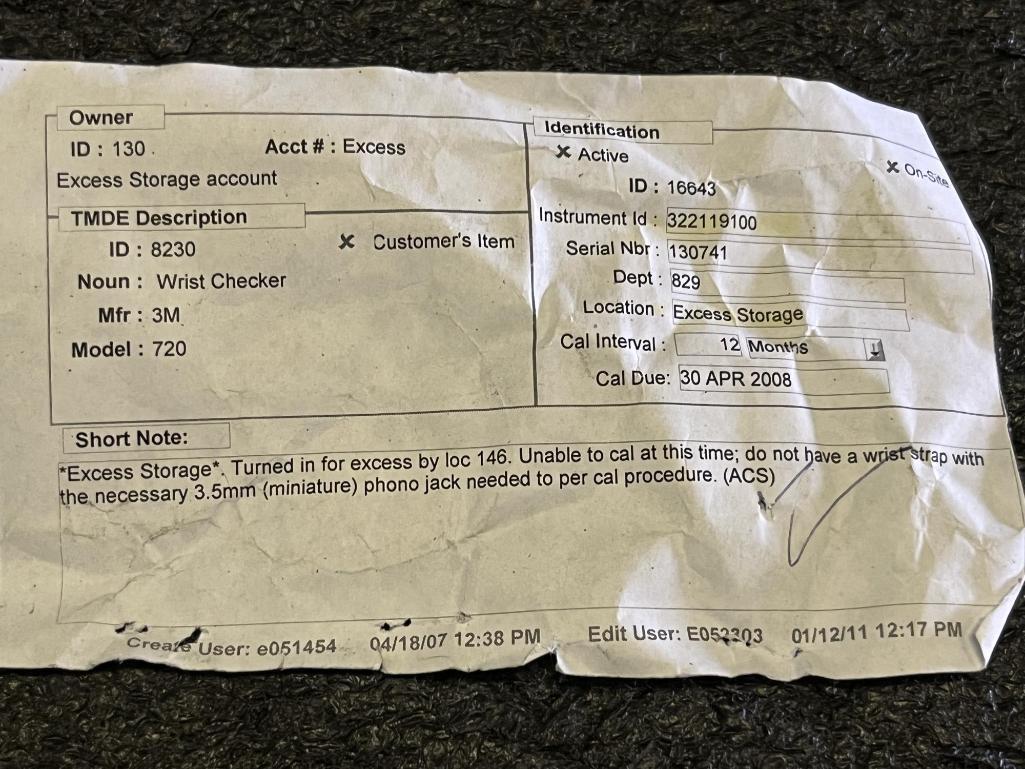 Owner
ID : 130
Acct # : Excess
Excess Storage account
TMDE Description
ID : 8230
Customer's Item
Noun : Wrist Checker
Mfr : 3M
Model : 720
Identification
Active
On-Site
ID : 16643
Instrument Id : 322119100
Serial Nbr : 130741
Dept : 829
Location : Excess Storage
Cal Interval : 12 Months
Cal Due: 30 APR 2008
Short Note:
*Excess Storage*. Turned in for excess by loc 146. Unable to cal at this time; do not have a wrist strap with
the necessary 3.5mm (miniature) phono jack needed to per cal procedure. (ACS)
Create User: e051454 04/18/07 12:38 PM Edit User: E052303 01/12/11 12:17 PM